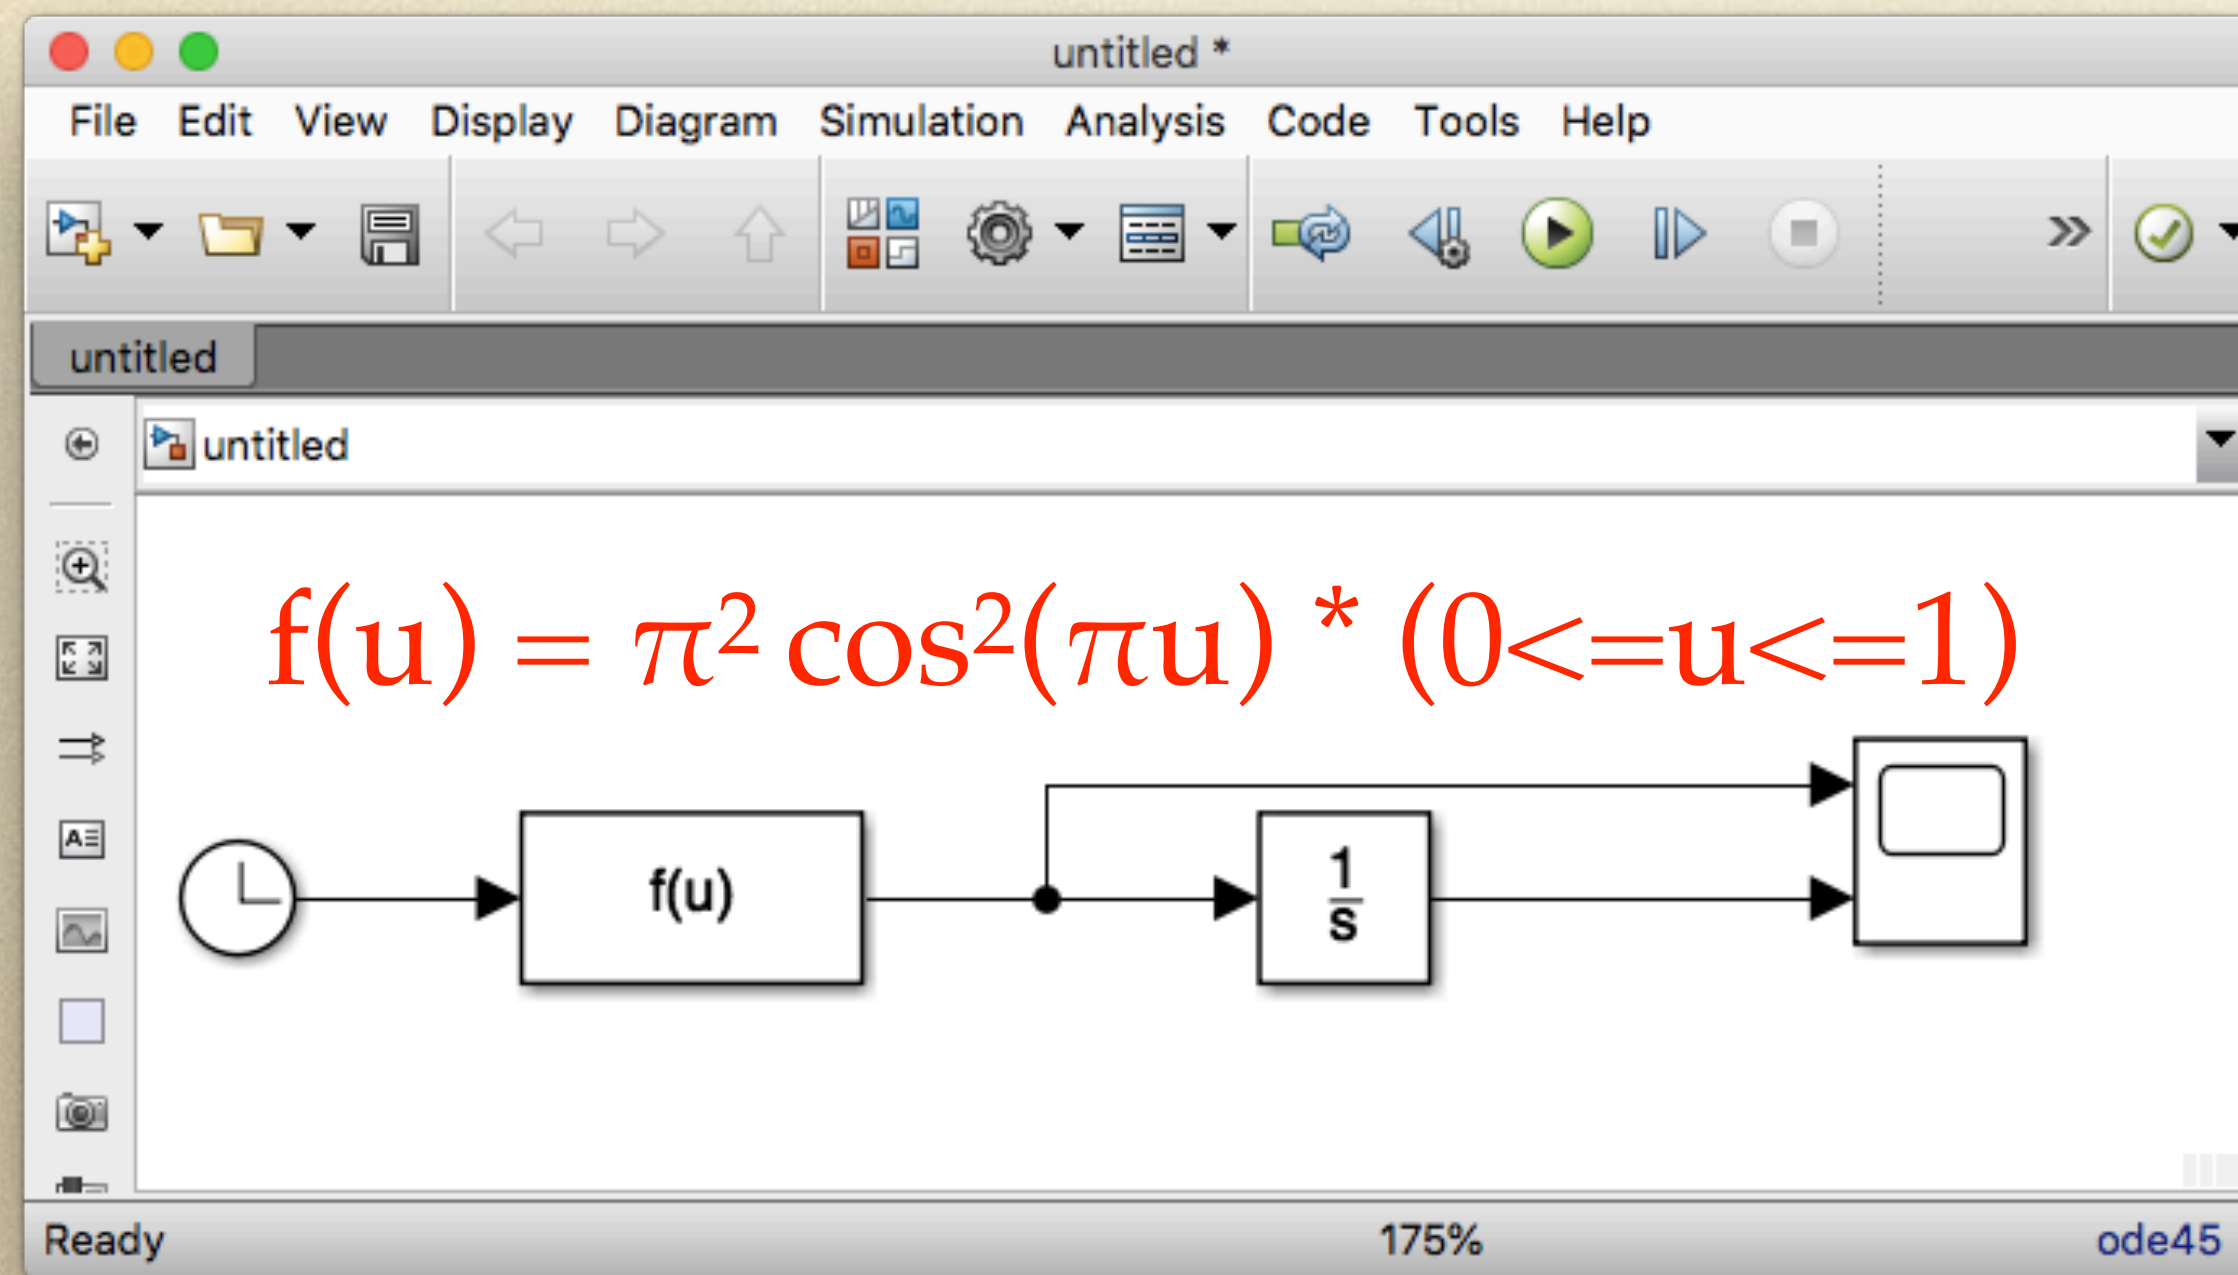 untitled *
File Edit View Display Diagram Simulation Analysis Code Tools Help
untitled
untitled
f(u) = π² cos²(πu) * (0<=u<=1)
f(u)
1
s
Ready 175% ode45